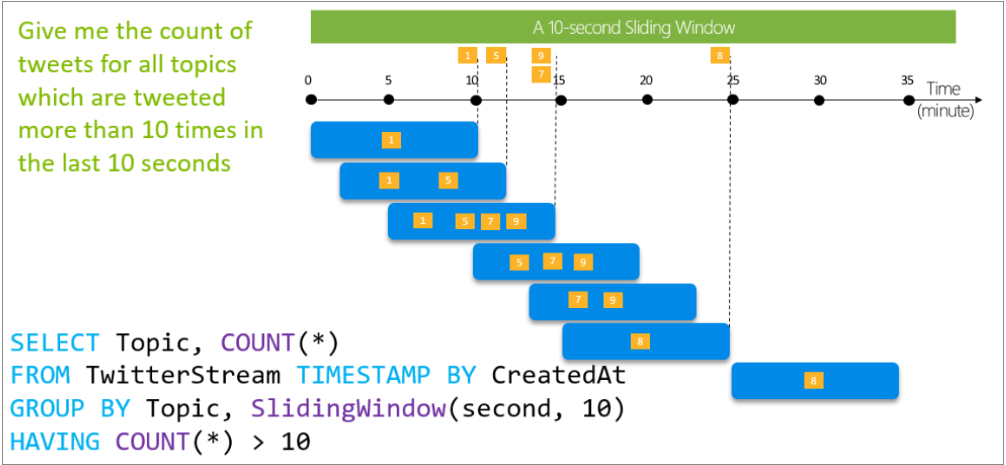 Give me the count of
tweets for all topics
which are tweeted
more than 10 times in
the last 10 seconds
A 10-second Sliding Window
1 5 9 8
7
0 5 10 15 20 25 30 35 Time
(minute)
1
1 5
1 5 7 9
5 7 9
7 9
8
8
SELECT Topic, COUNT(*)
FROM TwitterStream TIMESTAMP BY CreatedAt
GROUP BY Topic, SlidingWindow(second, 10)
HAVING COUNT(*) > 10